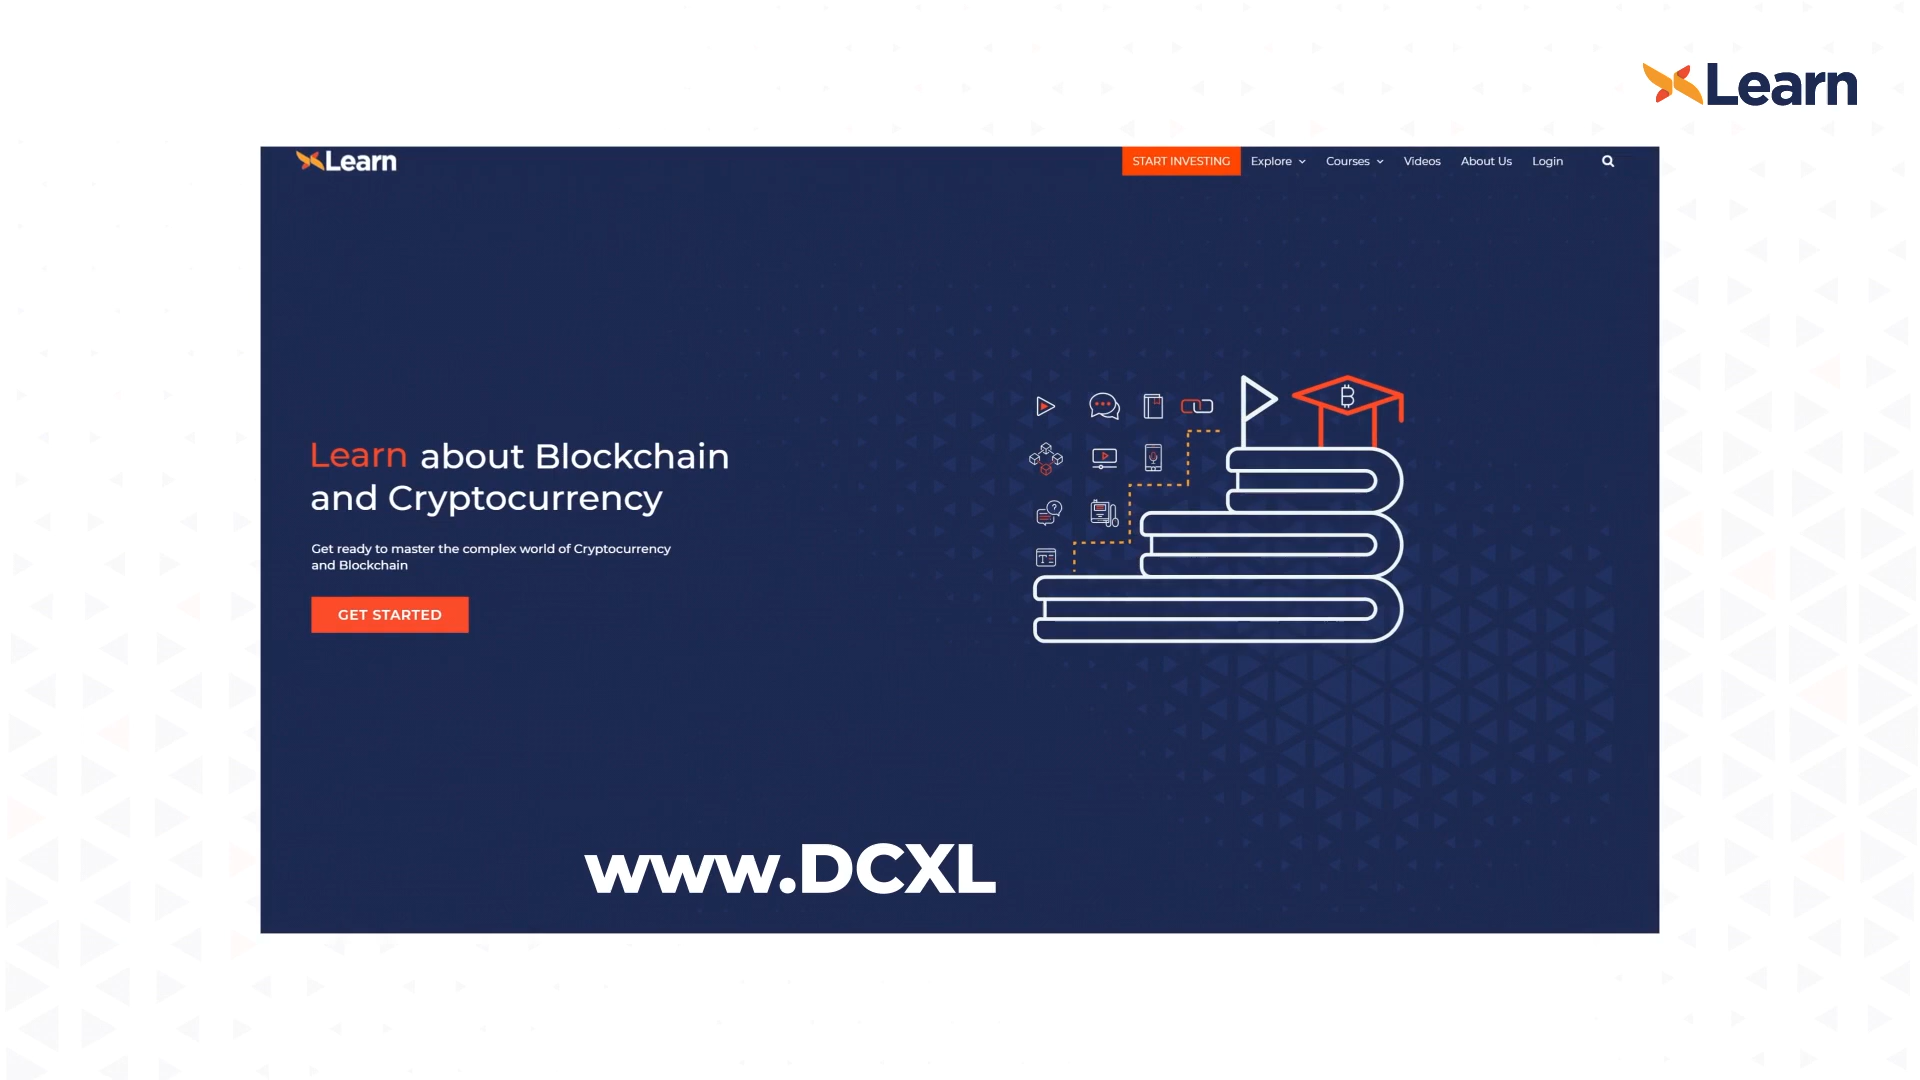 Learn
Learn
START INVESTING Explore Courses Videos About Us Login
Learn about Blockchain
and Cryptocurrency
Get ready to master the complex world of Cryptocurrency
and Blockchain
GET STARTED
www.DCXL